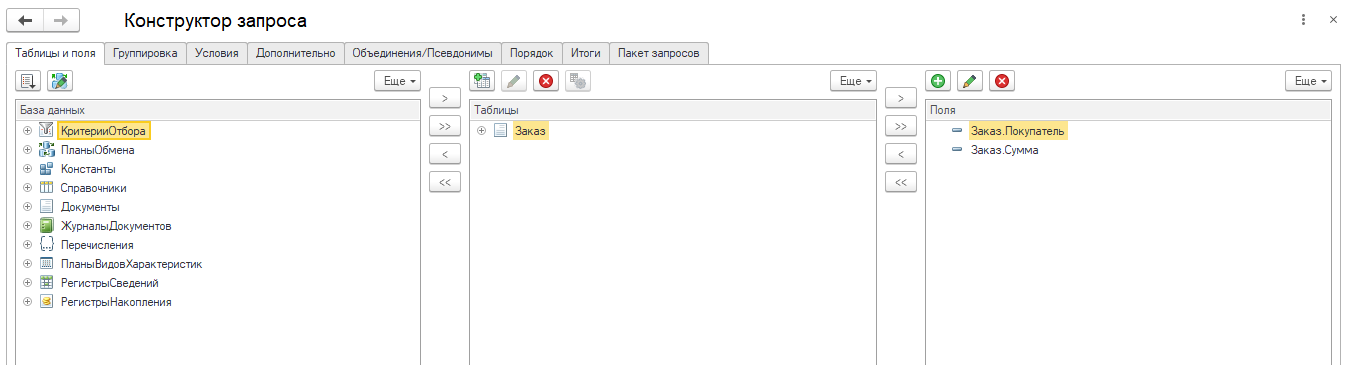 Конструктор запроса
Таблицы и поля Группировка Условия Дополнительно Объединения/Псевдонимы Порядок Итоги Пакет запросов
Еще
База данных
КритерииОтбора
ПланыОбмена
Константы
Справочники
Документы
ЖурналыДокументов
Перечисления
ПланыВидовХарактеристик
РегистрыСведений
РегистрыНакопления
>
>>
<
<<
Еще
Таблицы
Заказ
>
>>
<
<<
Еще
Поля
Заказ.Покупатель
Заказ.Сумма